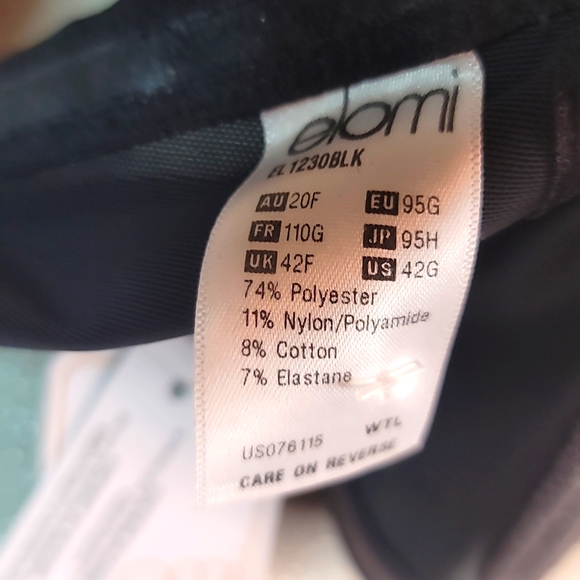 elomi
EL1230BLK
AU 20F EU 95G
FR 110G JP 95H
UK 42F US 42G
74% Polyester
11% Nylon/Polyamide
8% Cotton
7% Elastane
US076115 WTL
CARE ON REVERSE